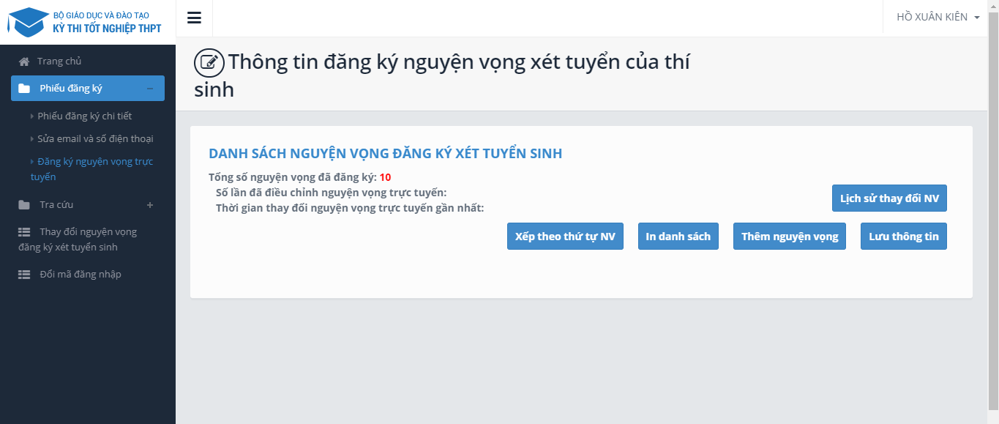 BỘ GIÁO DỤC VÀ ĐÀO TẠO
KỲ THI TỐT NGHIỆP THPT
HỒ XUÂN KIÊN
Trang chủ
Phiếu đăng ký
Phiếu đăng ký chi tiết
Sửa email và số điện thoại
Đăng ký nguyện vọng trực
tuyến
Tra cứu
Thay đổi nguyện vọng
đăng ký xét tuyển sinh
Đổi mã đăng nhập
Thông tin đăng ký nguyện vọng xét tuyển của thí
sinh
DANH SÁCH NGUYỆN VỌNG ĐĂNG KÝ XÉT TUYỂN SINH
Tổng số nguyện vọng đã đăng ký: 10
Số lần đã điều chỉnh nguyện vọng trực tuyến:
Thời gian thay đổi nguyện vọng trực tuyến gần nhất:
Lịch sử thay đổi NV
Xếp theo thứ tự NV In danh sách Thêm nguyện vọng Lưu thông tin